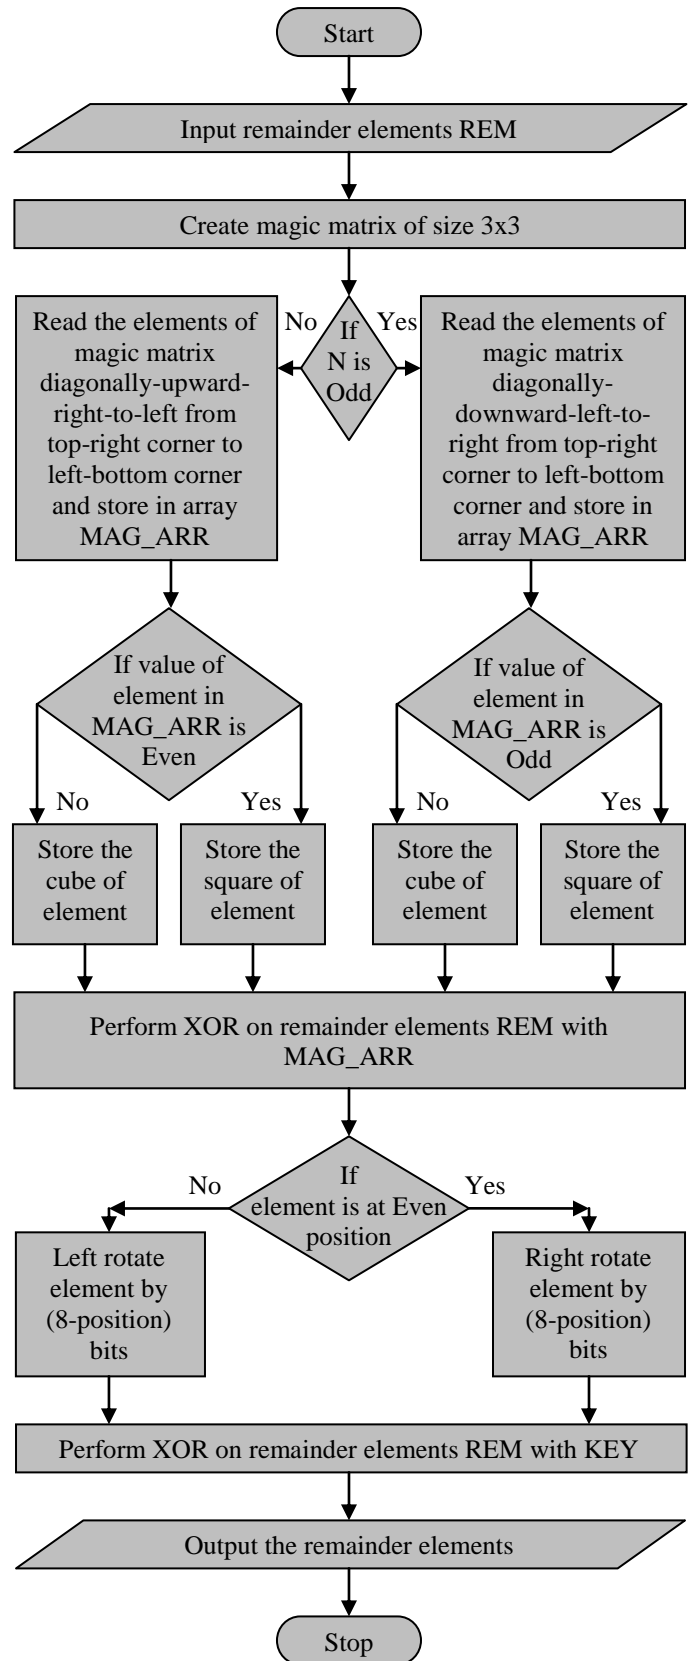 Start
Input remainder elements REM
Create magic matrix of size 3x3
If
N is
Odd
No
Yes
Read the elements of
magic matrix
diagonally-upward-
right-to-left from
top-right corner to
left-bottom corner
and store in array
MAG_ARR
Read the elements of
magic matrix
diagonally-
downward-left-to-
right from top-right
corner to left-bottom
corner and store in
array MAG_ARR
If value of
element in
MAG_ARR is
Even
No
Yes
If value of
element in
MAG_ARR is
Odd
No
Yes
Store the
cube of
element
Store the
square of
element
Store the
cube of
element
Store the
square of
element
Perform XOR on remainder elements REM with
MAG_ARR
If
element is at Even
position
No
Yes
Left rotate
element by
(8-position)
bits
Right rotate
element by
(8-position)
bits
Perform XOR on remainder elements REM with KEY
Output the remainder elements
Stop